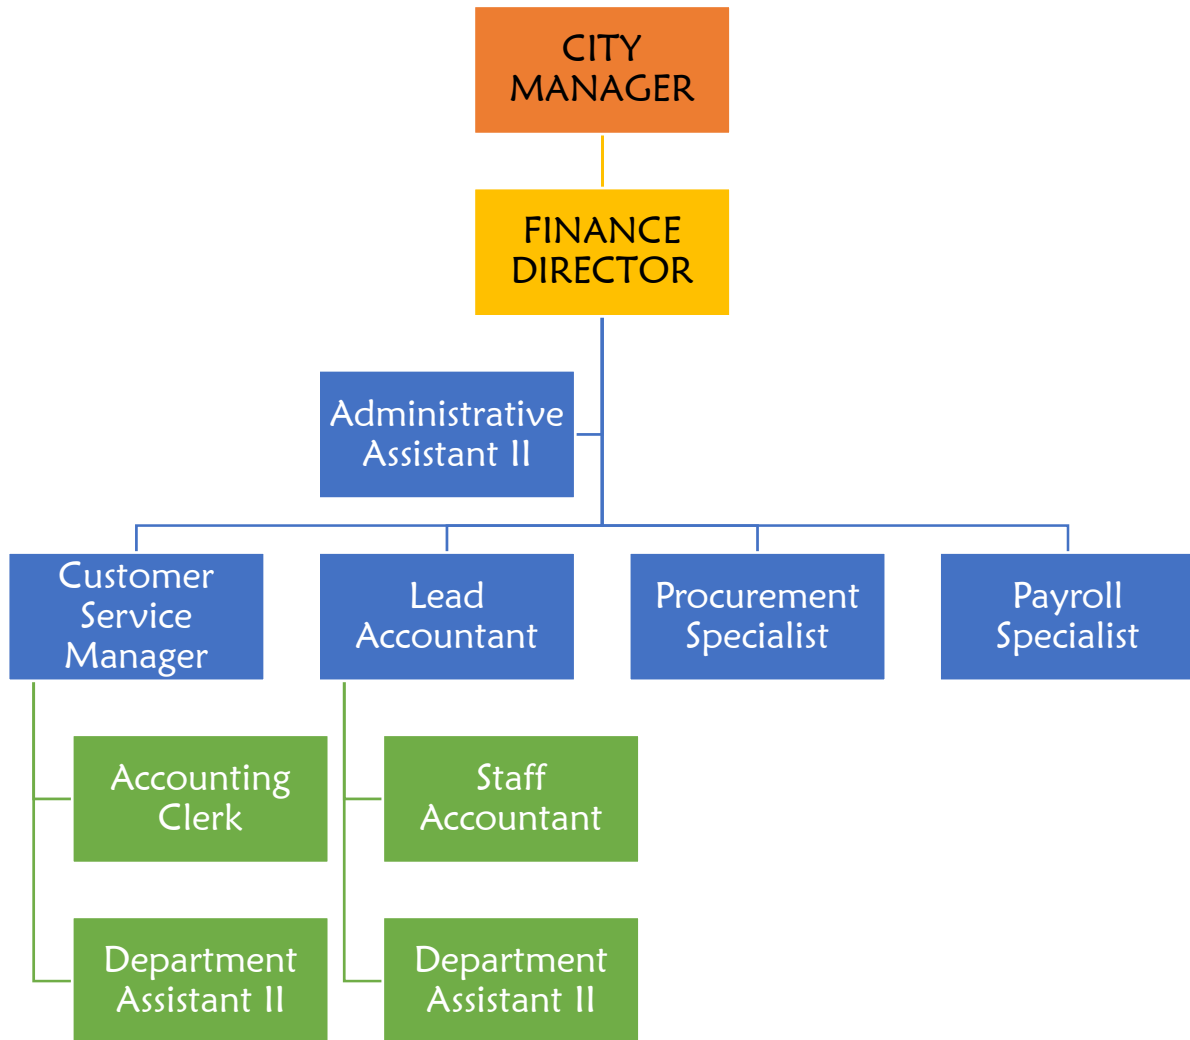 CITY
MANAGER
FINANCE
DIRECTOR
Administrative
Assistant II
Customer
Service
Manager
Lead
Accountant
Procurement
Specialist
Payroll
Specialist
Accounting
Clerk
Staff
Accountant
Department
Assistant II
Department
Assistant II